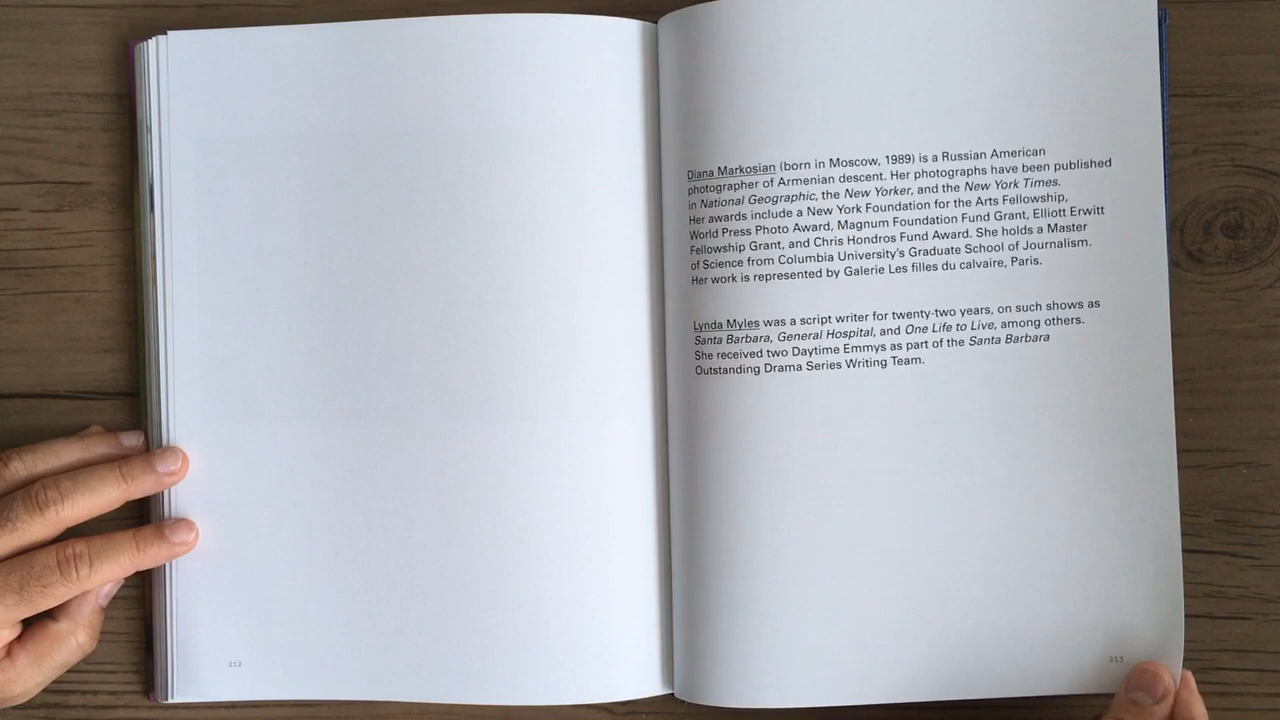 Diana Markosian (born in Moscow, 1989) is a Russian American
photographer of Armenian descent. Her photographs have been published
in National Geographic, the New Yorker, and the New York Times.
Her awards include a New York Foundation for the Arts Fellowship,
World Press Photo Award, Magnum Foundation Fund Grant, Elliott Erwitt
Fellowship Grant, and Chris Hondros Fund Award. She holds a Master
of Science from Columbia University's Graduate School of Journalism.
Her work is represented by Galerie Les filles du calvaire, Paris.
Lynda Myles was a script writer for twenty-two years, on such shows as
Santa Barbara, General Hospital, and One Life to Live, among others.
She received two Daytime Emmys as part of the Santa Barbara
Outstanding Drama Series Writing Team.
212
213